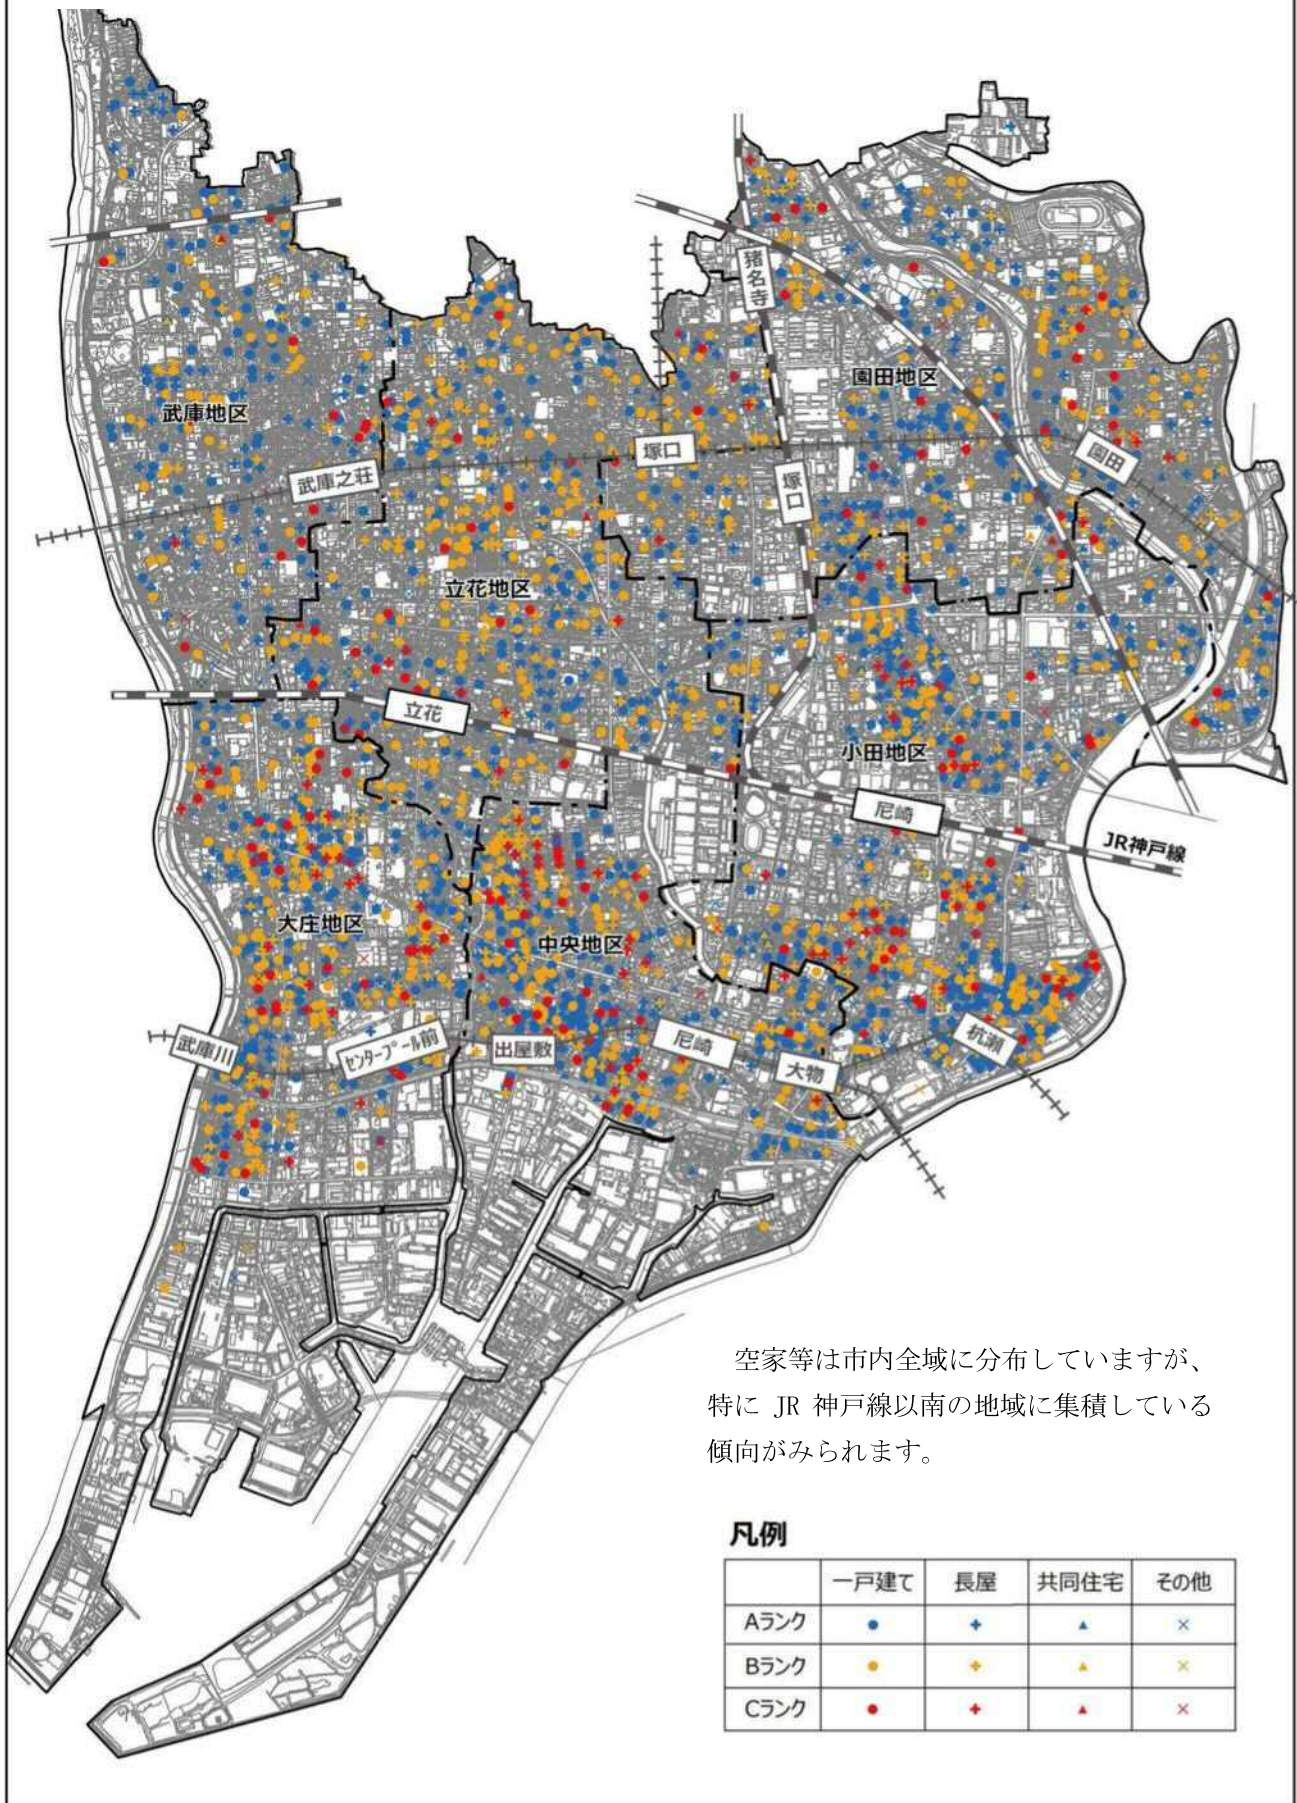 猪名寺
園田地区
武庫地区
塚口
園田
武庫之荘
塚口
立花地区
立花
小田地区
尼崎
JR神戸線
大庄地区
中央地区
武庫川
センタープール前
出屋敷
尼崎
大物
杭瀬
空家等は市内全域に分布していますが、
特に JR 神戸線以南の地域に集積している
傾向がみられます。
凡例
一戸建て 長屋 共同住宅 その他
Aランク
Bランク
Cランク